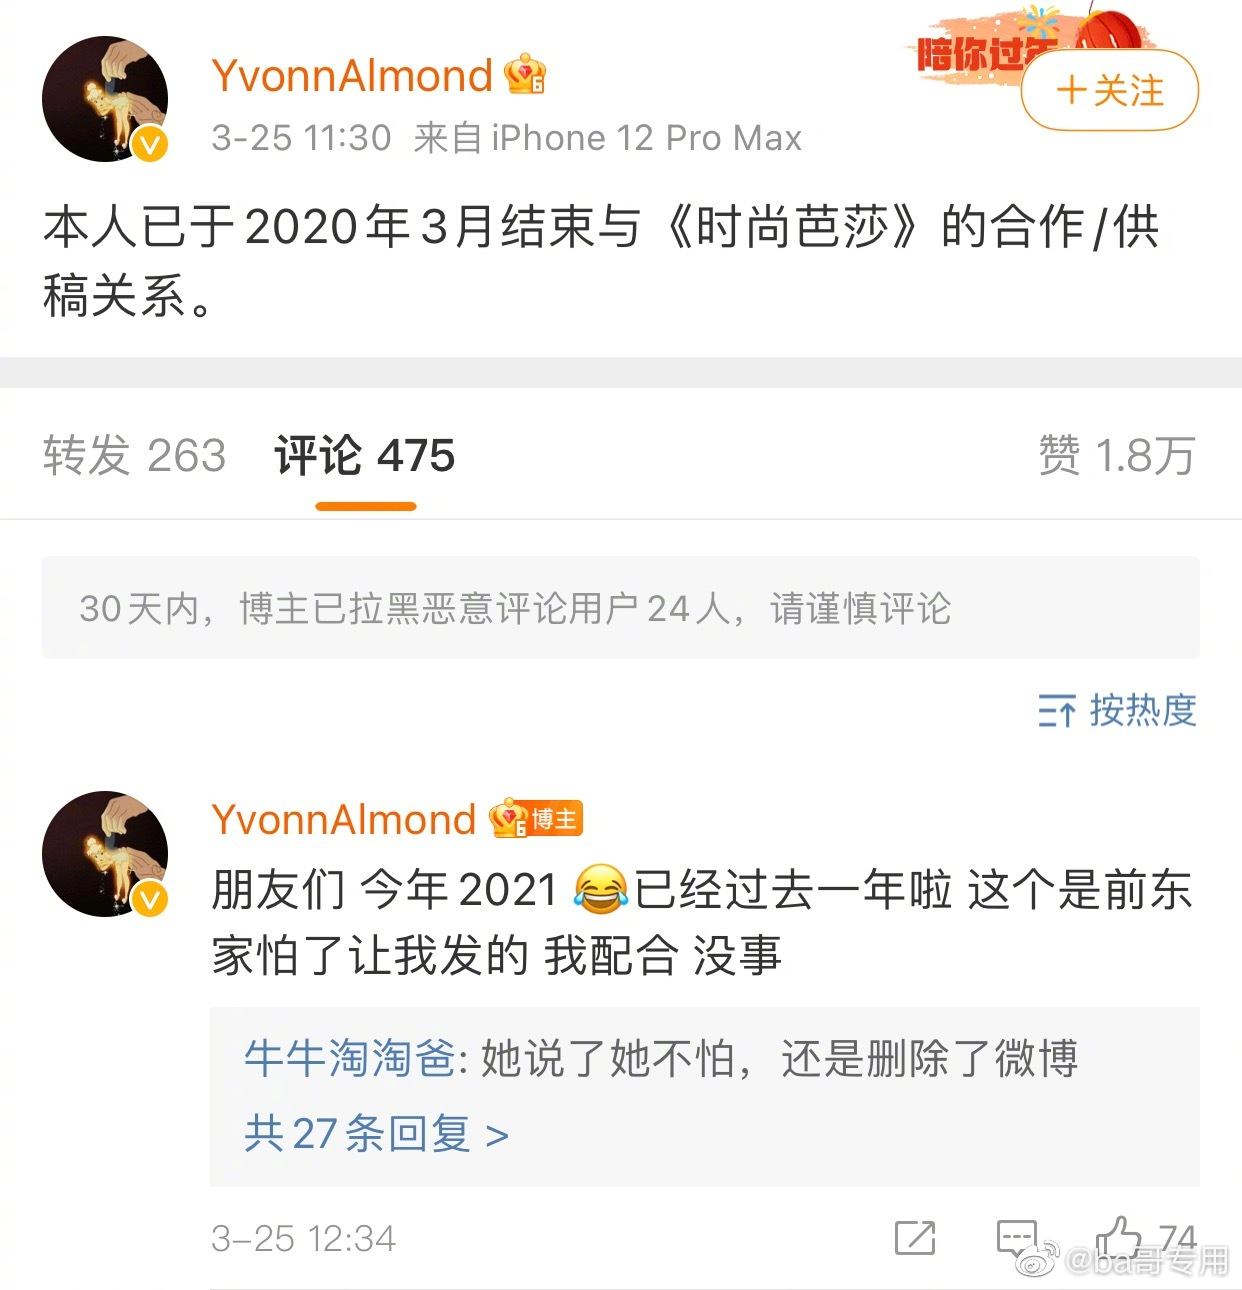 陪你过年
YvonnAlmond
6
+关注
3-25 11:30 来自 iPhone 12 Pro Max
本人已于2020年3月结束与《时尚芭莎》的合作/供
稿关系。
转发 263 评论 475 赞 1.8万
30天内，博主已拉黑恶意评论用户24人，请谨慎评论
按热度
YvonnAlmond 6 博主
朋友们 今年2021 😂已经过去一年啦 这个是前东
家怕了让我发的 我配合 没事
牛牛淘淘爸: 她说了她不怕，还是删除了微博
共27条回复 >
3-25 12:34 74
@ba哥专用